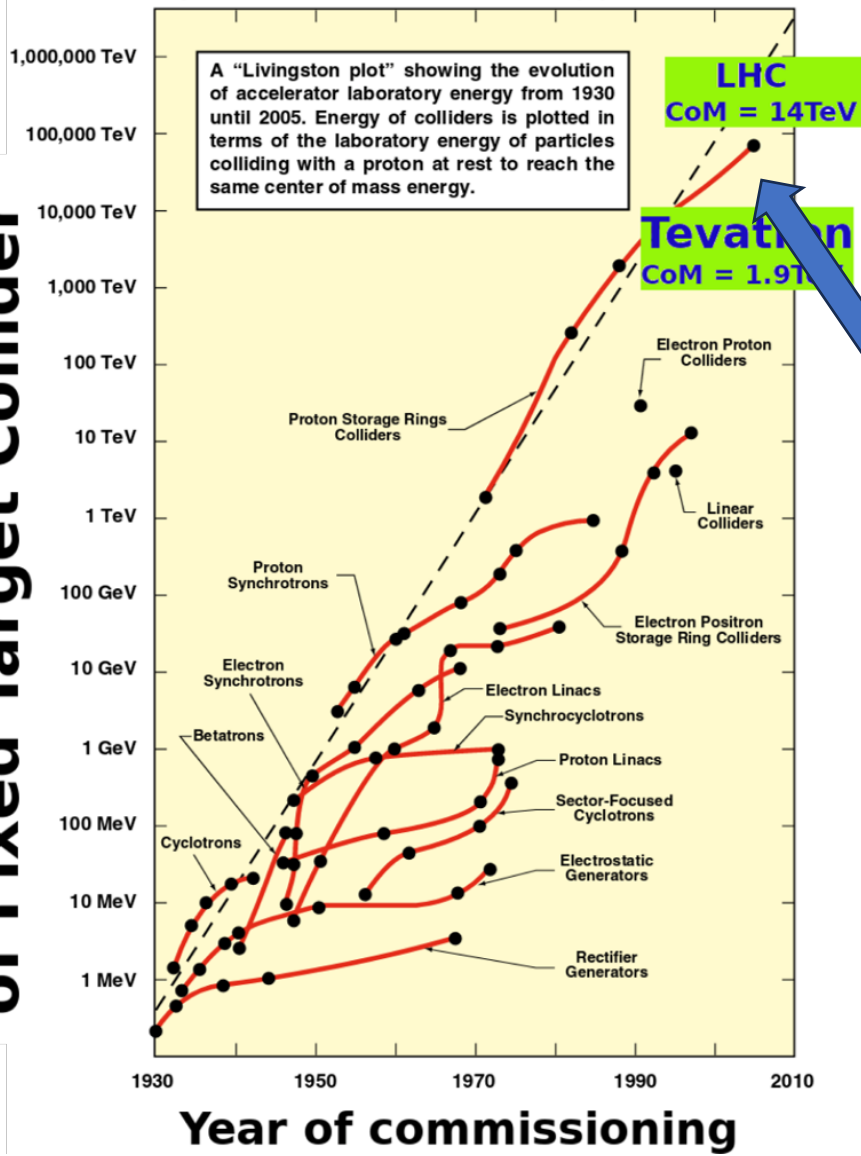 1,000,000 TeV
100,000 TeV
10,000 TeV
1,000 TeV
100 TeV
10 TeV
1 TeV
100 GeV
10 GeV
1 GeV
100 MeV
10 MeV
1 MeV
A “Livingston plot” showing the evolution
of accelerator laboratory energy from 1930
until 2005. Energy of colliders is plotted in
terms of the laboratory energy of particles
colliding with a proton at rest to reach the
same center of mass energy.
LHC
CoM = 14TeV
Tevatron
CoM = 1.9TeV
Electron Proton
Colliders
Proton Storage Rings
Colliders
Linear
Colliders
Proton
Synchrotrons
Electron Positron
Storage Ring Colliders
Electron
Synchrotrons
Electron Linacs
Synchrocyclotrons
Betatrons
Proton Linacs
Sector-Focused
Cyclotrons
Cyclotrons
Electrostatic
Generators
Rectifier
Generators
1930
1950
1970
1990
2010
Year of commissioning